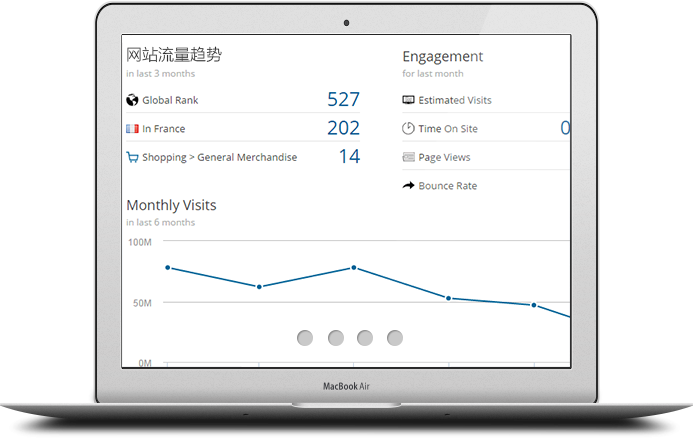 网站流量趋势
in last 3 months
Global Rank 527
In France 202
Shopping > General Merchandise 14
Engagement
for last month
Estimated Visits
Time On Site 0
Page Views
Bounce Rate
Monthly Visits
in last 6 months
100M
50M
0M
MacBook Air